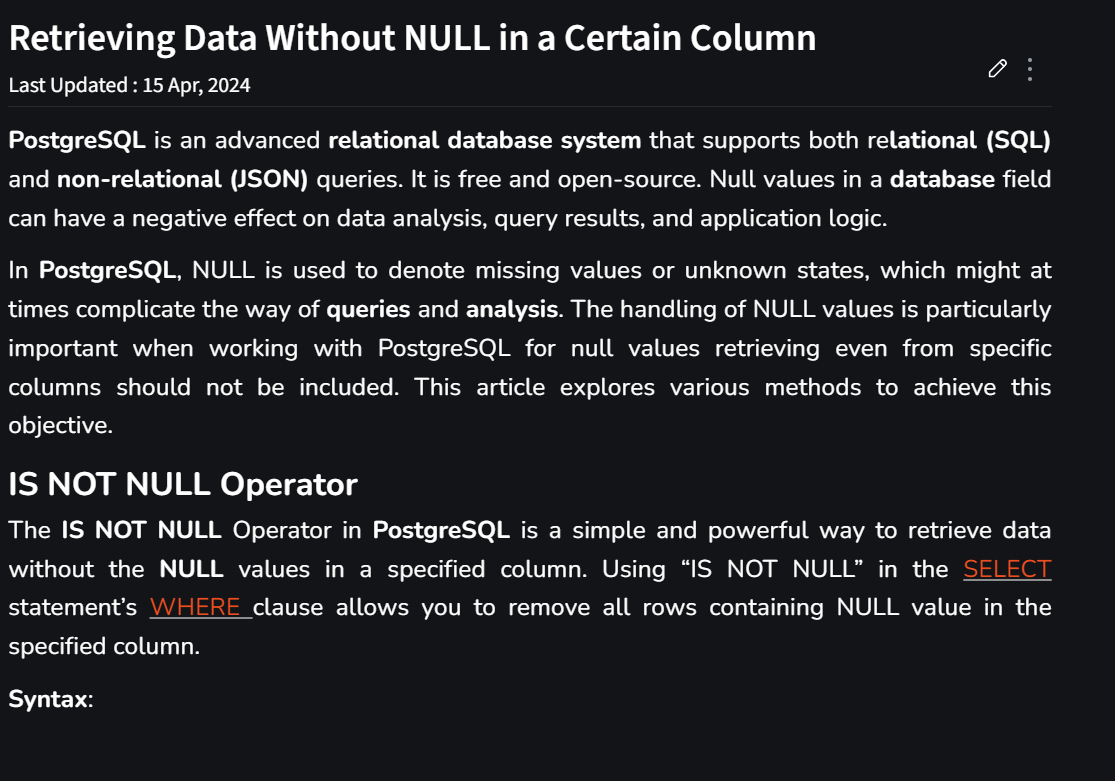 Retrieving Data Without NULL in a Certain Column
Last Updated : 15 Apr, 2024
PostgreSQL is an advanced relational database system that supports both relational (SQL)
and non-relational (JSON) queries. It is free and open-source. Null values in a database field
can have a negative effect on data analysis, query results, and application logic.
In PostgreSQL, NULL is used to denote missing values or unknown states, which might at
times complicate the way of queries and analysis. The handling of NULL values is particularly
important when working with PostgreSQL for null values retrieving even from specific
columns should not be included. This article explores various methods to achieve this
objective.
IS NOT NULL Operator
The IS NOT NULL Operator in PostgreSQL is a simple and powerful way to retrieve data
without the NULL values in a specified column. Using “IS NOT NULL” in the SELECT
statement’s WHERE clause allows you to remove all rows containing NULL value in the
specified column.
Syntax: